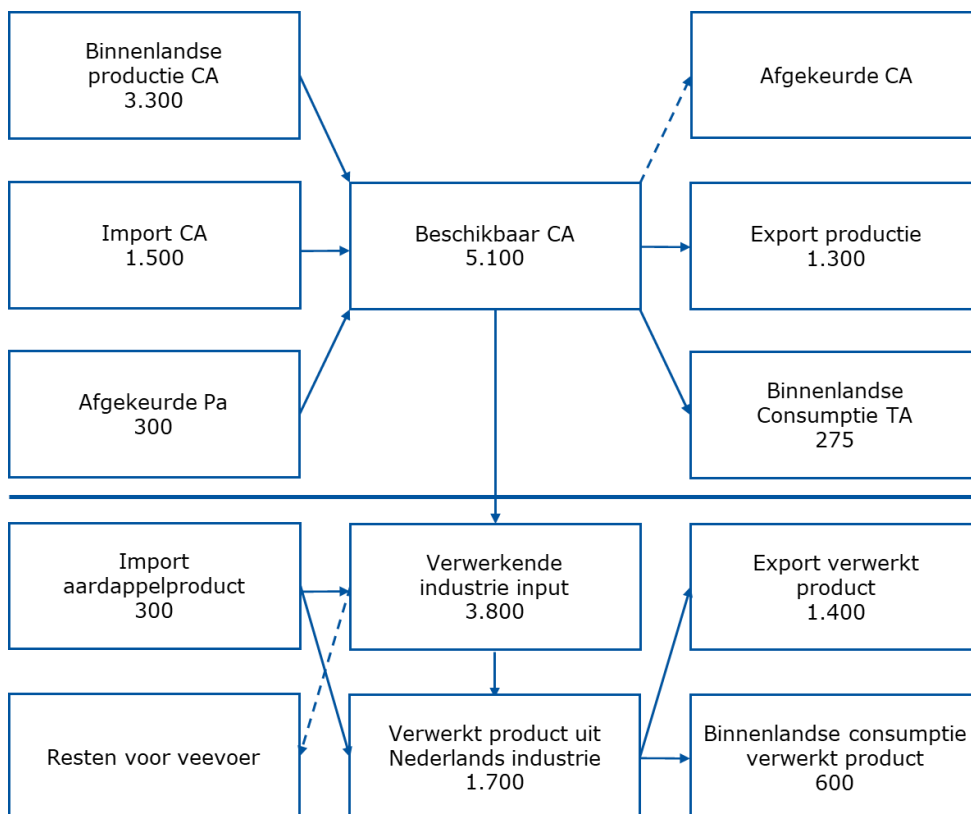 Binnenlandse
productie CA
3.300
Afgekeurde CA
Import CA
1.500
Beschikbaar CA
5.100
Export productie
1.300
Afgekeurde Pa
300
Binnenlandse
Consumptie TA
275
Import
aardappelproduct
300
Verwerkende
industrie input
3.800
Export verwerkt
product
1.400
Resten voor veevoer
Verwerkt product uit
Nederlands industrie
1.700
Binnenlandse consumptie
verwerkt product
600